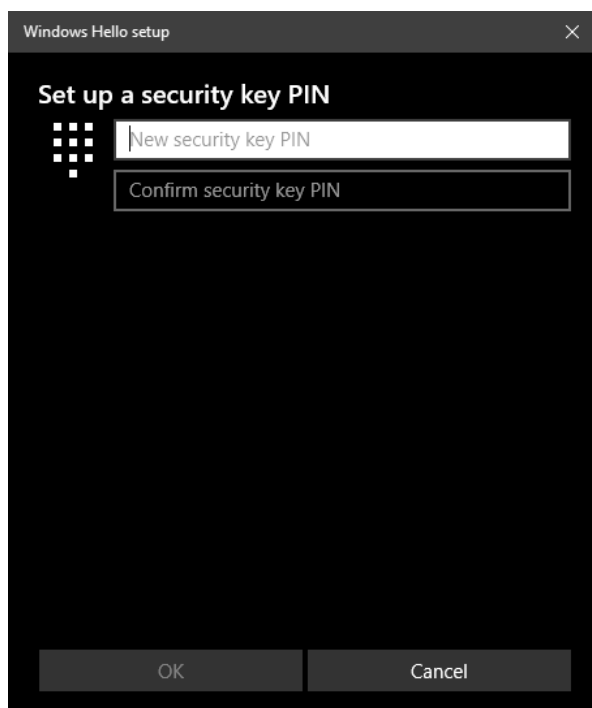 Windows Hello setup
Set up a security key PIN
New security key PIN
Confirm security key PIN
OK
Cancel